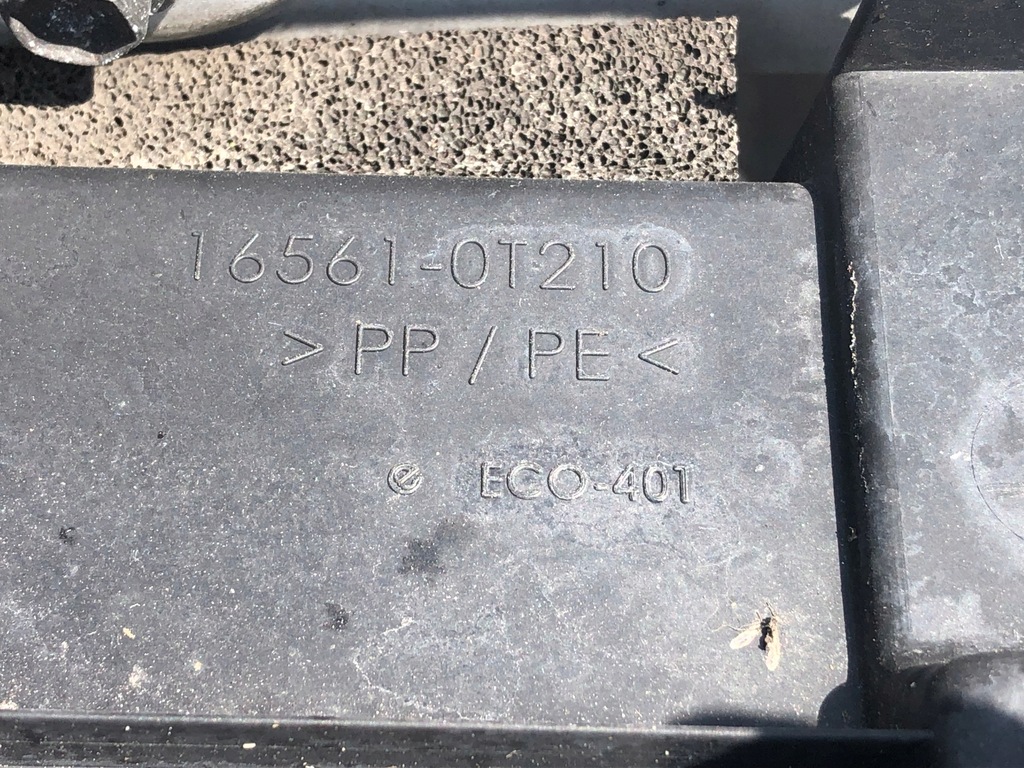 16561-0T210
> PP / PE <
e ECO-401